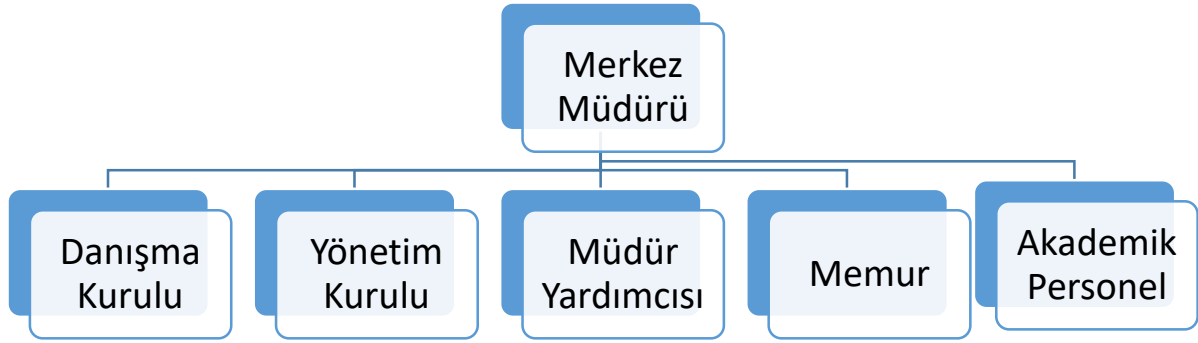 Merkez
Müdürü
Danışma
Kurulu
Yönetim
Kurulu
Müdür
Yardımcısı
Memur
Akademik
Personel